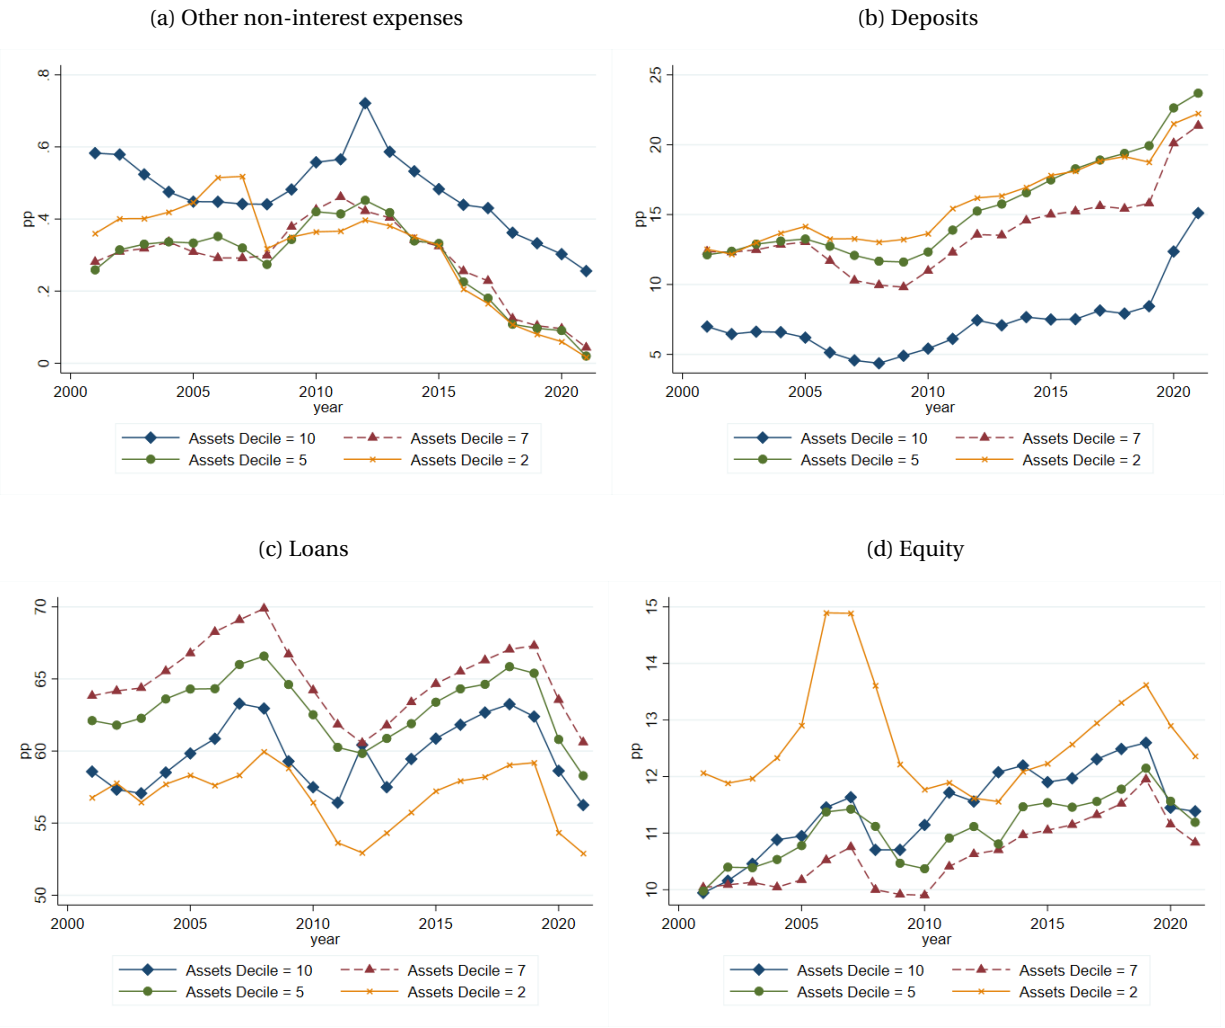 (a) Other non-interest expenses
.8
.6
.4
.2
0
pp
2000 2005 2010 2015 2020
year
Assets Decile = 10 Assets Decile = 7
Assets Decile = 5 Assets Decile = 2
(b) Deposits
25
20
15
10
5
pp
2000 2005 2010 2015 2020
year
Assets Decile = 10 Assets Decile = 7
Assets Decile = 5 Assets Decile = 2
(c) Loans
70
65
60
55
50
pp
2000 2005 2010 2015 2020
year
Assets Decile = 10 Assets Decile = 7
Assets Decile = 5 Assets Decile = 2
(d) Equity
15
14
13
12
11
10
pp
2000 2005 2010 2015 2020
year
Assets Decile = 10 Assets Decile = 7
Assets Decile = 5 Assets Decile = 2